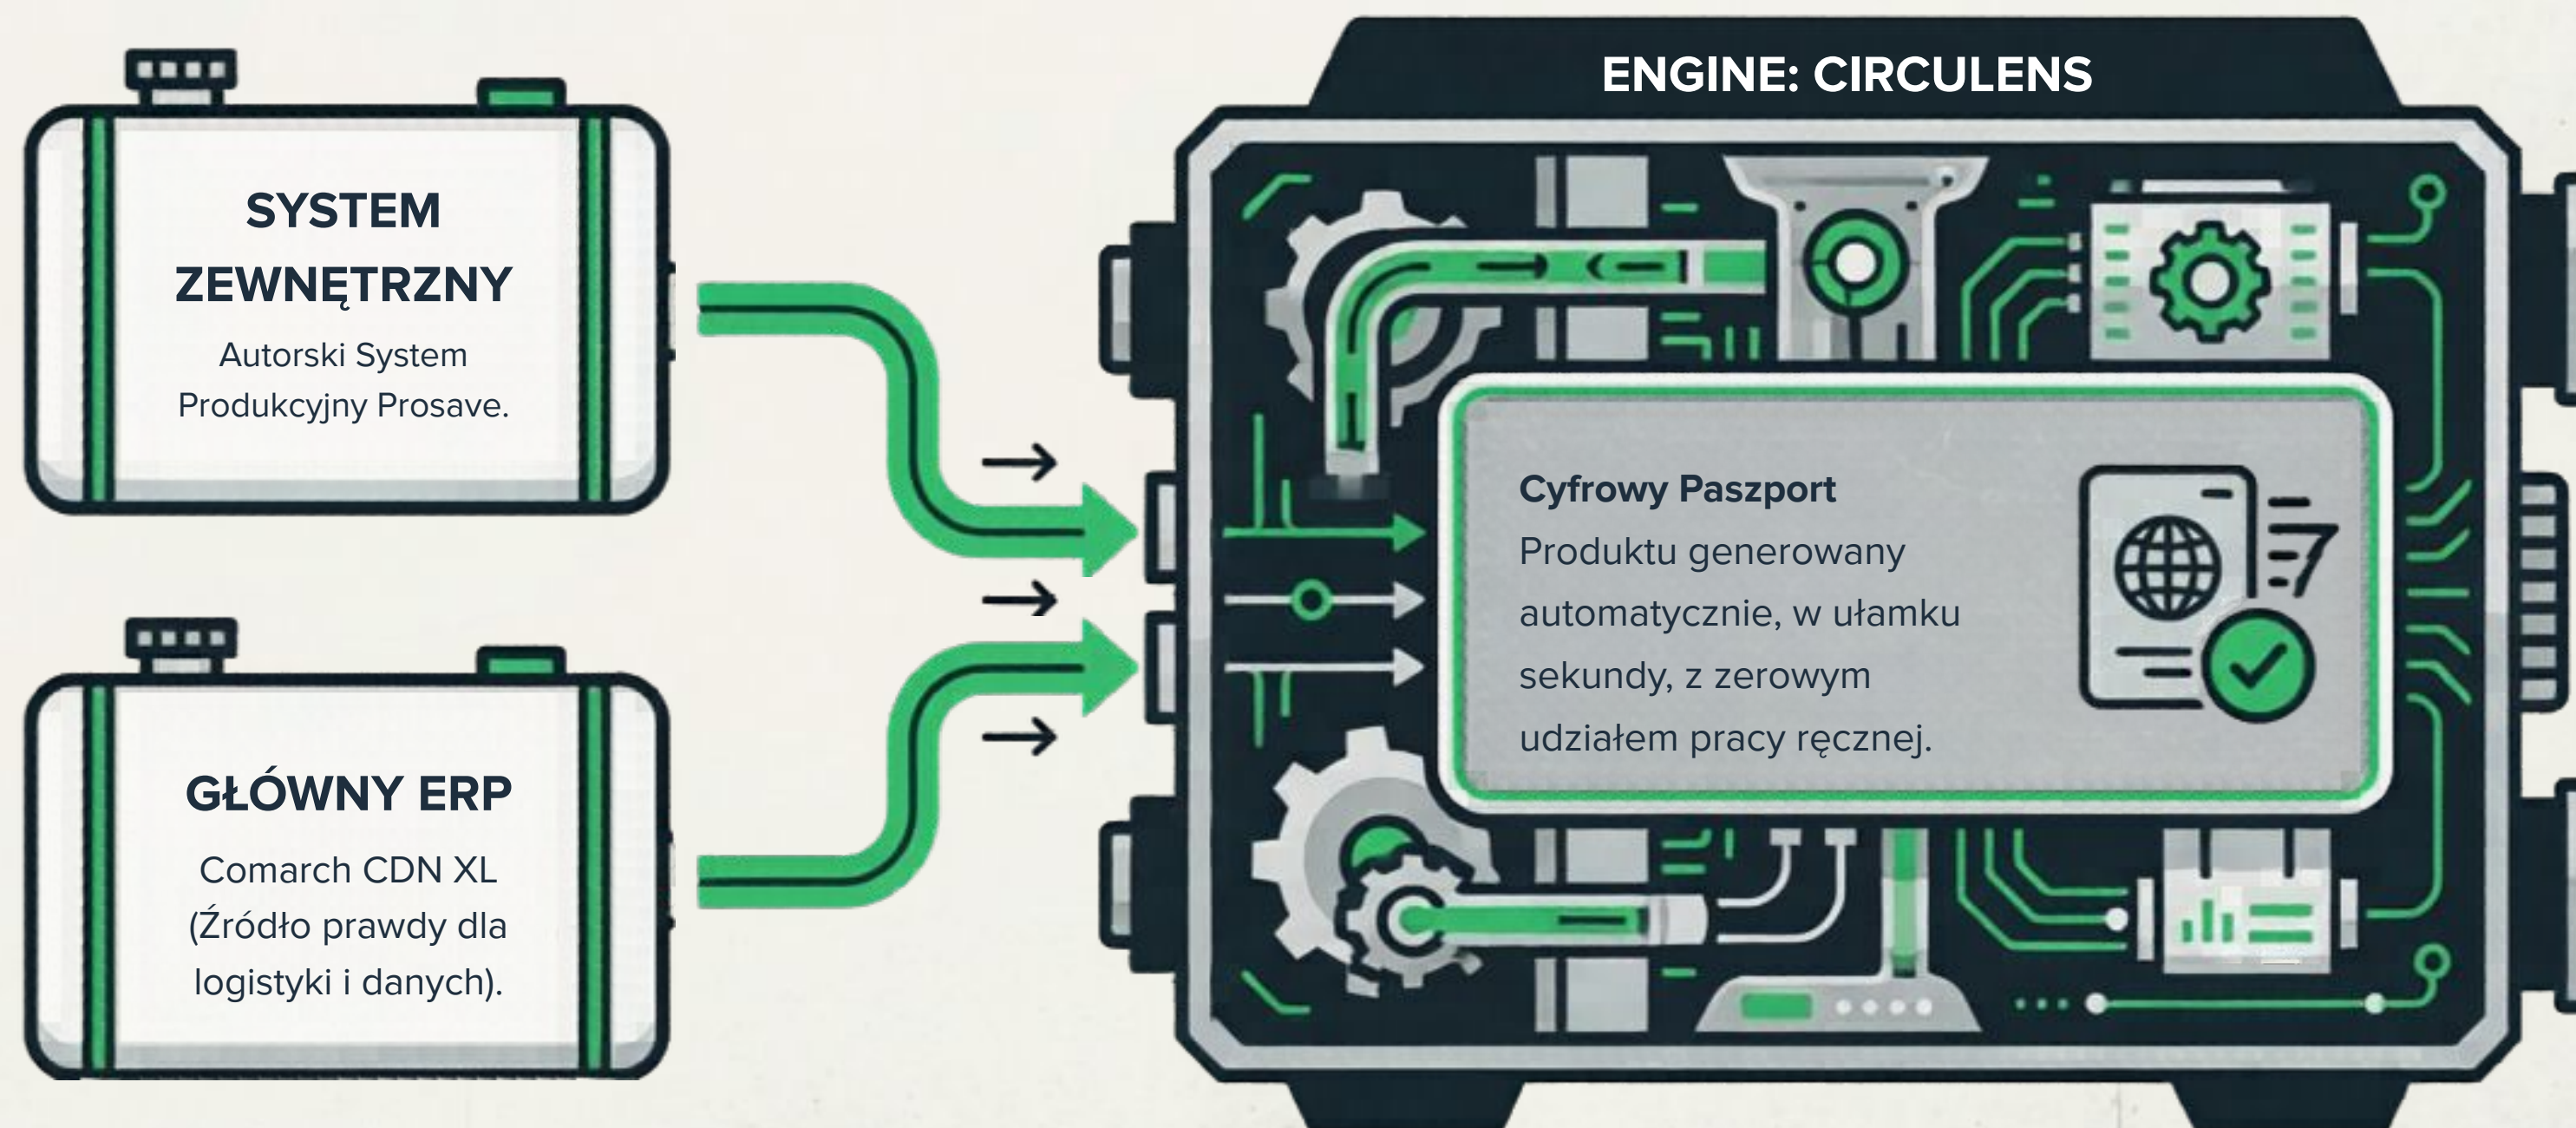 SYSTEM
ZEWNĘTRZNY
Autorski System
Produkcyjny Prosave.
GŁÓWNY ERP
Comarch CDN XL
(Źródło prawdy dla
logistyki i danych).
ENGINE: CIRCULENS
Cyfrowy Paszport
Produktu generowany
automatycznie, w ułamku
sekundy, z zerowym
udziałem pracy ręcznej.